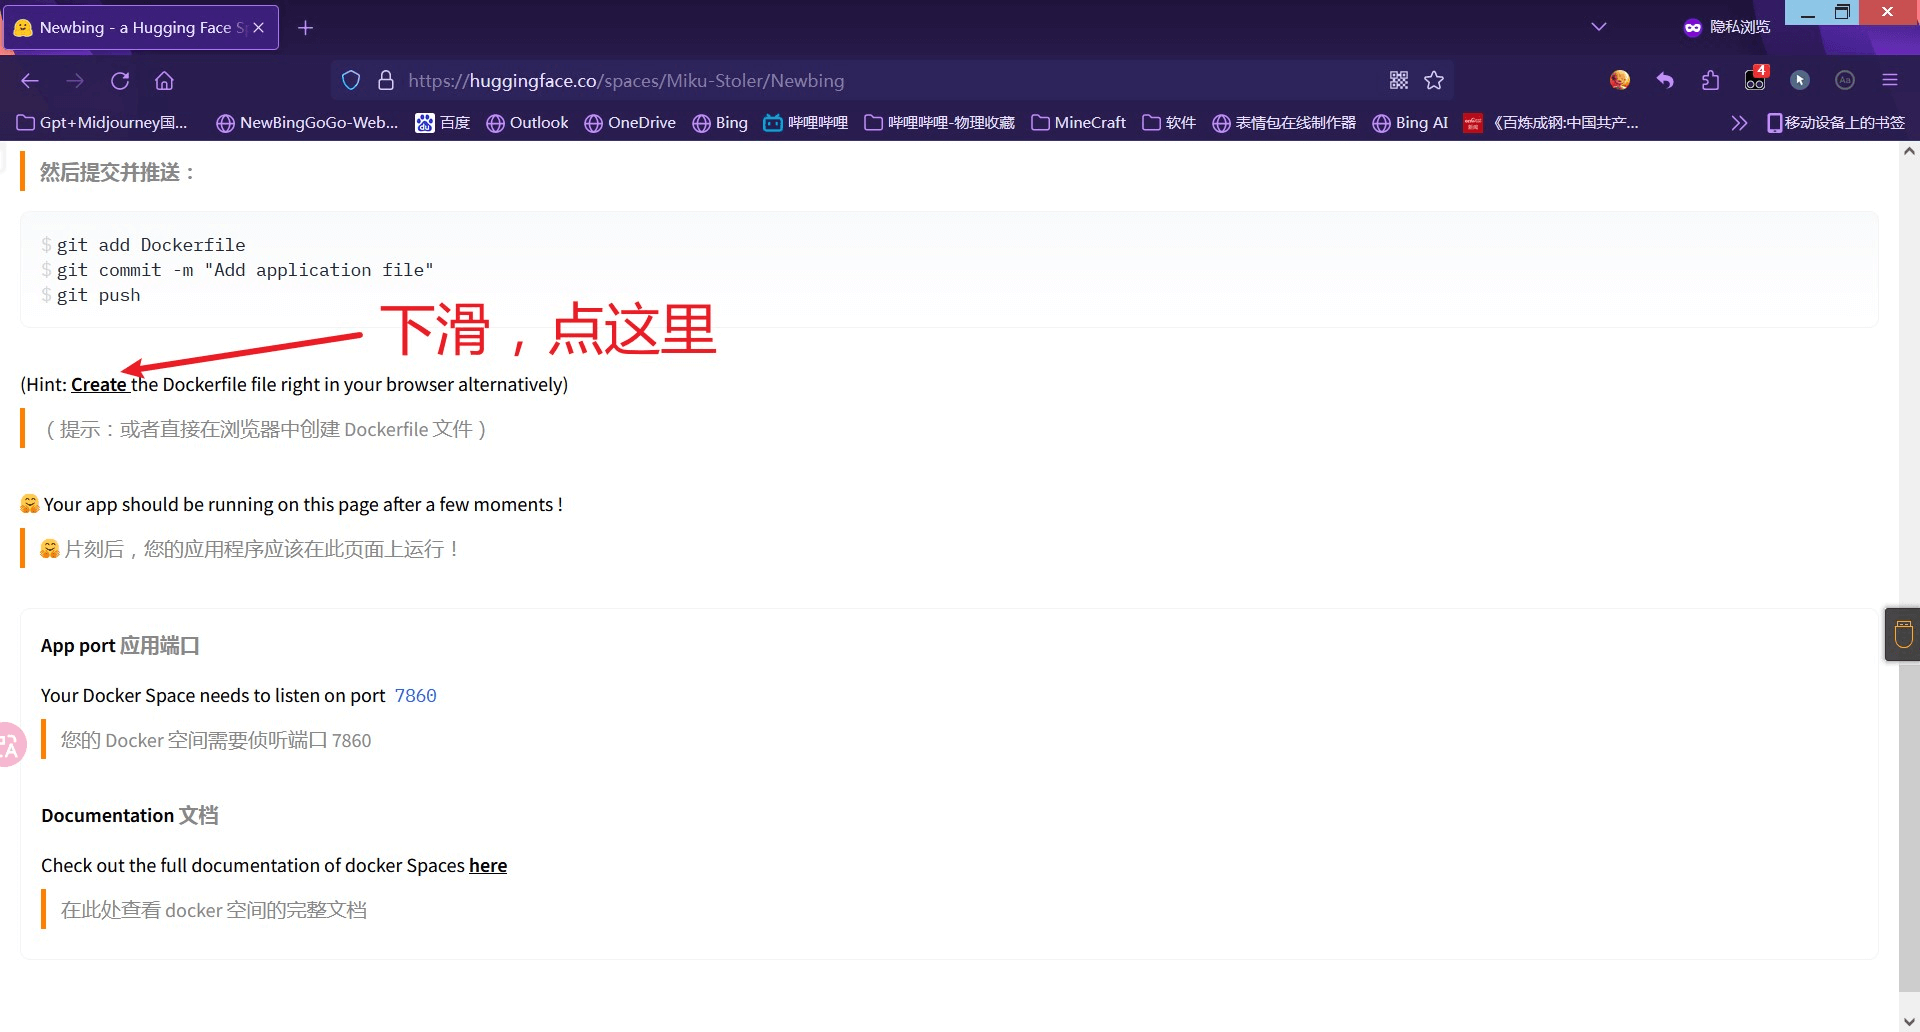 Newbing - a Hugging Face S
隐私浏览
https://huggingface.co/spaces/Miku-Stoler/Newbing
4
Aa
Gpt+Midjourney国...
NewBingGoGo-Web...
百度
Outlook
OneDrive
Bing
哔哩哔哩
哔哩哔哩-物理收藏
MineCraft
软件
表情包在线制作器
Bing AI
《百炼成钢:中国共产...
移动设备上的书签
然后提交并推送：
$ git add Dockerfile
$ git commit -m "Add application file"
$ git push
下滑，点这里
(Hint: Create the Dockerfile file right in your browser alternatively)
（提示：或者直接在浏览器中创建 Dockerfile 文件）
🤗 Your app should be running on this page after a few moments !
🤗 片刻后，您的应用程序应该在此页面上运行！
App port 应用端口
Your Docker Space needs to listen on port 7860
您的 Docker 空间需要侦听端口 7860
Documentation 文档
Check out the full documentation of docker Spaces here
在此处查看 docker 空间的完整文档